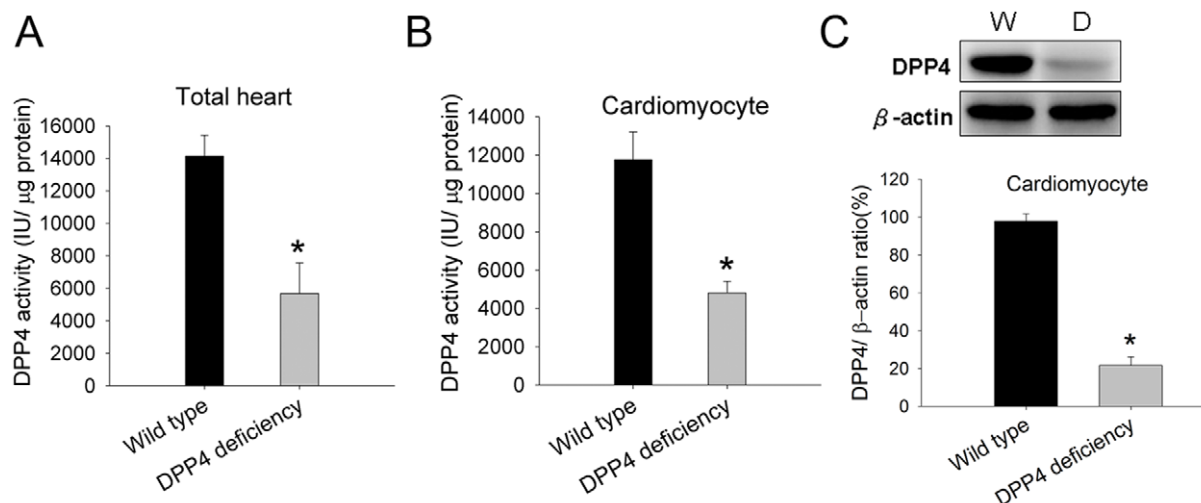 A
Total heart
DPP4 activity (IU/ μg protein)
16000
14000
12000
10000
8000
6000
4000
2000
0
*
Wild type
DPP4 deficiency
B
Cardiomyocyte
DPP4 activity (IU/ μg protein)
14000
12000
10000
8000
6000
4000
2000
0
*
Wild type
DPP4 deficiency
C
W D
DPP4
β-actin
Cardiomyocyte
DPP4/ β−actin ratio(%)
120
100
80
60
40
20
0
*
Wild type
DPP4 deficiency